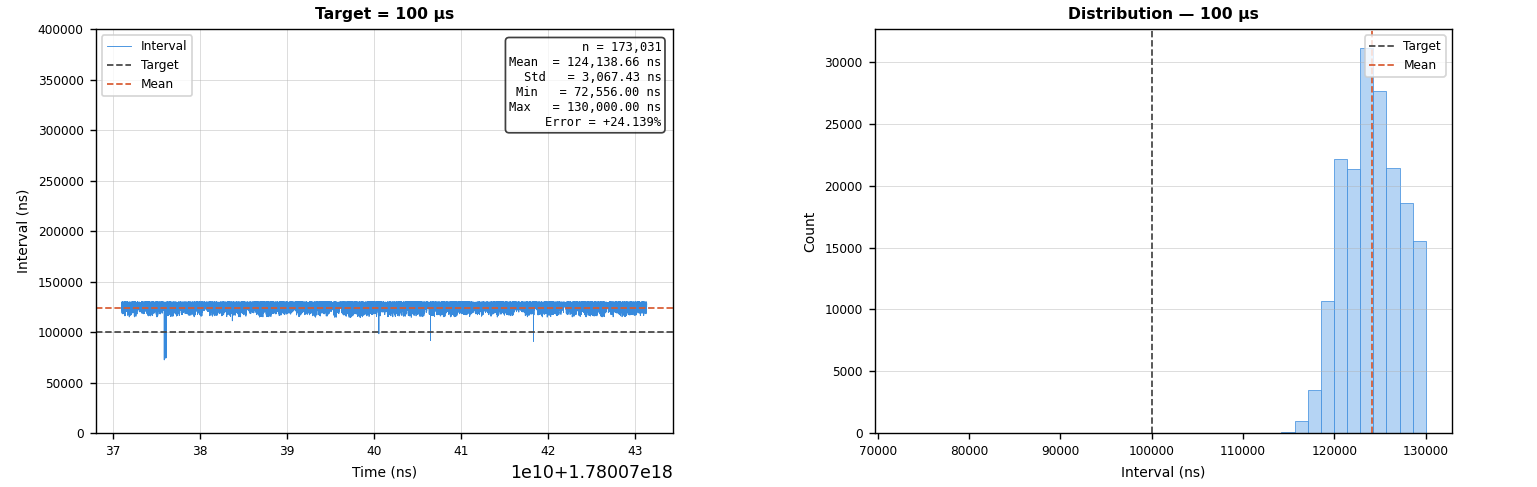 Target = 100 µs
400000
350000
300000
250000
200000
150000
100000
50000
0
Interval (ns)
Interval
Target
Mean
n = 173,031
Mean = 124,138.66 ns
Std = 3,067.43 ns
Min = 72,556.00 ns
Max = 130,000.00 ns
Error = +24.139%
37 38 39 40 41 42 43
Time (ns)
1e10+1.78007e18
Distribution — 100 µs
30000
25000
20000
15000
10000
5000
0
Count
Target
Mean
70000 80000 90000 100000 110000 120000 130000
Interval (ns)